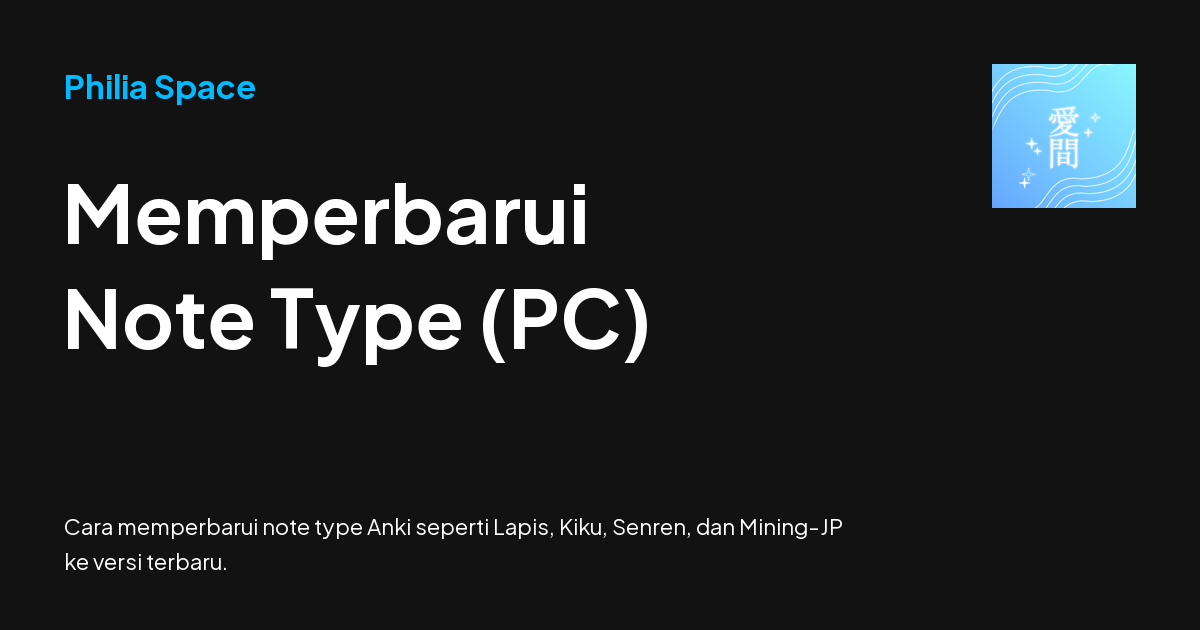 Philia Space
愛
間
Memperbarui
Note Type (PC)
Cara memperbarui note type Anki seperti Lapis, Kiku, Senren, dan Mining-JP
ke versi terbaru.